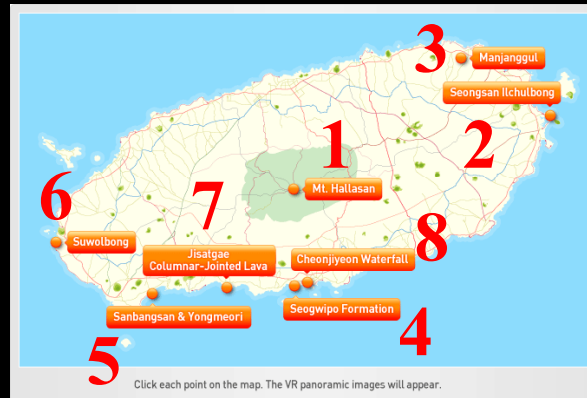 3
Manjanggul
Seongsan Ilchulbong
1
2
Mt. Hallasan
6
7
8
Suwolbong
Jisatgae
Columnar-Jointed Lava
Cheonjiyeon Waterfall
Sanbangsan & Yongmeori
Seogwipo Formation
4
5
Click each point on the map. The VR panoramic images will appear.